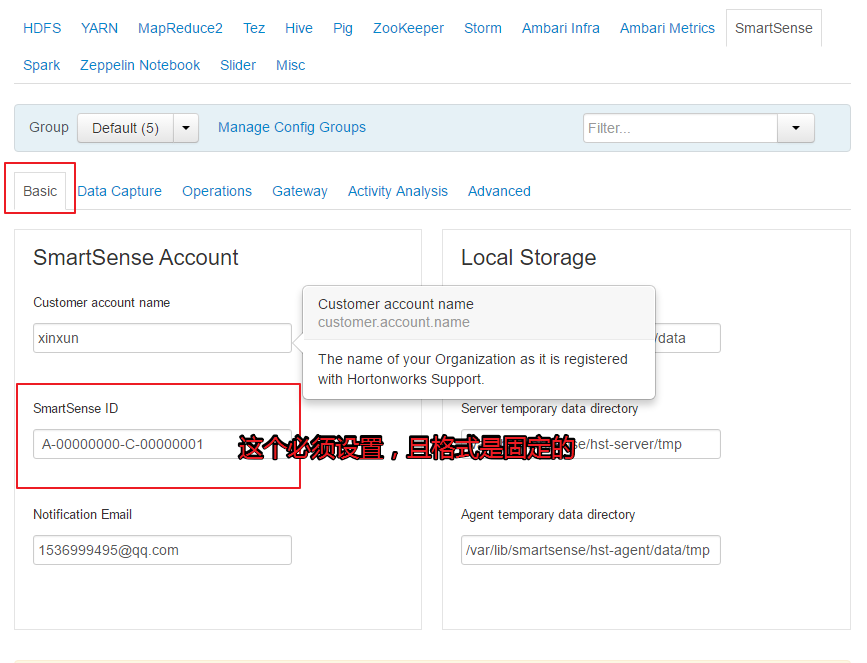 HDFS YARN MapReduce2 Tez Hive Pig ZooKeeper Storm Ambari Infra Ambari Metrics SmartSense
Spark Zeppelin Notebook Slider Misc
Group Default (5) Manage Config Groups Filter...
Basic Data Capture Operations Gateway Activity Analysis Advanced
SmartSense Account
Customer account name
xinxun
Customer account name
customer.account.name
The name of your Organization as it is registered
with Hortonworks Support.
SmartSense ID
A-00000000-C-00000001
这个必须设置，且格式是固定的
Notification Email
1536999495@qq.com
Local Storage
/data
Server temporary data directory
se/hst-server/tmp
Agent temporary data directory
/var/lib/smartsense/hst-agent/data/tmp